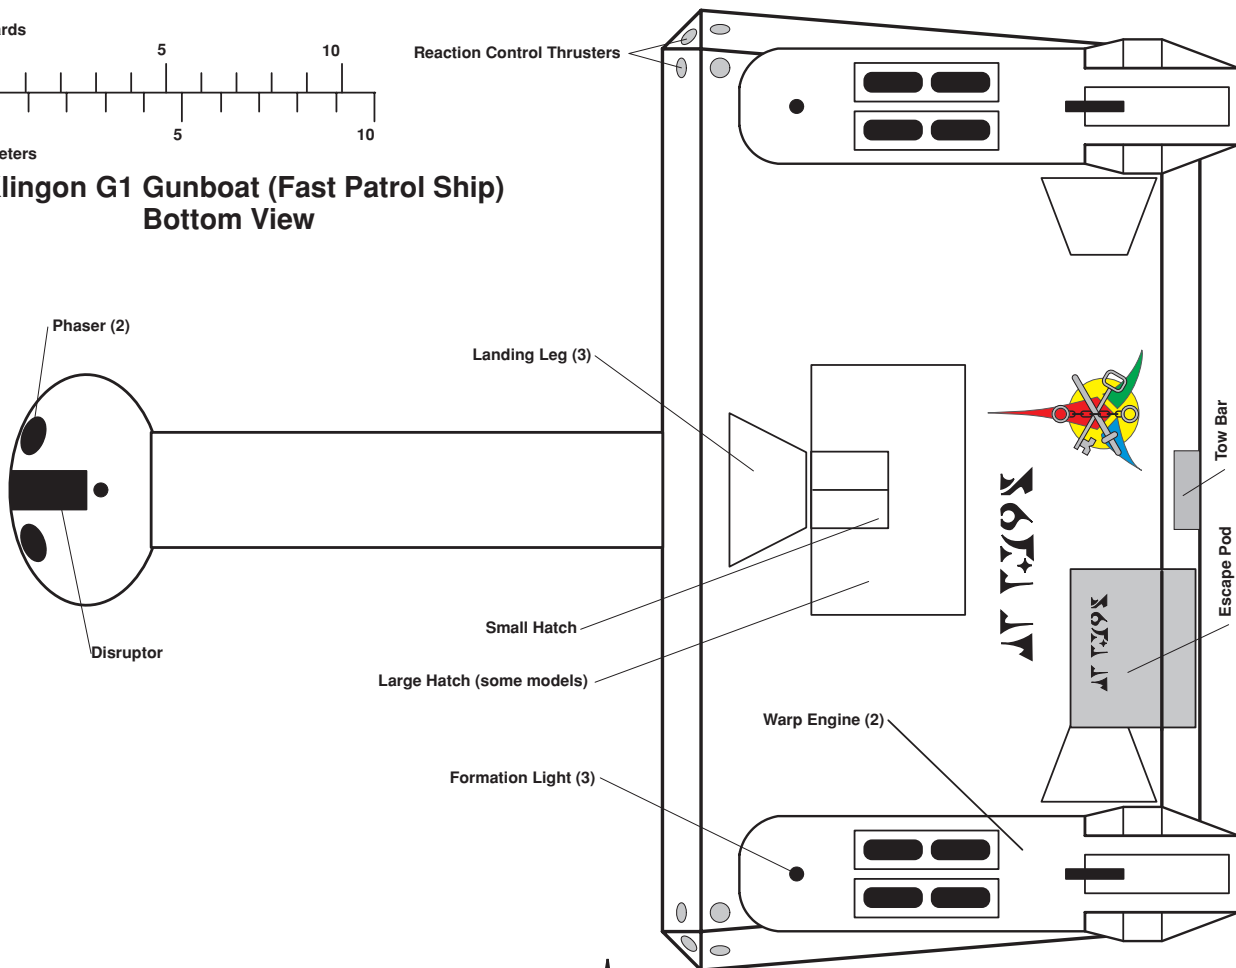 ards
5 10
5 10
eters
lingon G1 Gunboat (Fast Patrol Ship)
Bottom View
Reaction Control Thrusters
Phaser (2)
Landing Leg (3)
Tow Bar
Escape Pod
Small Hatch
Disruptor
Large Hatch (some models)
Warp Engine (2)
Formation Light (3)